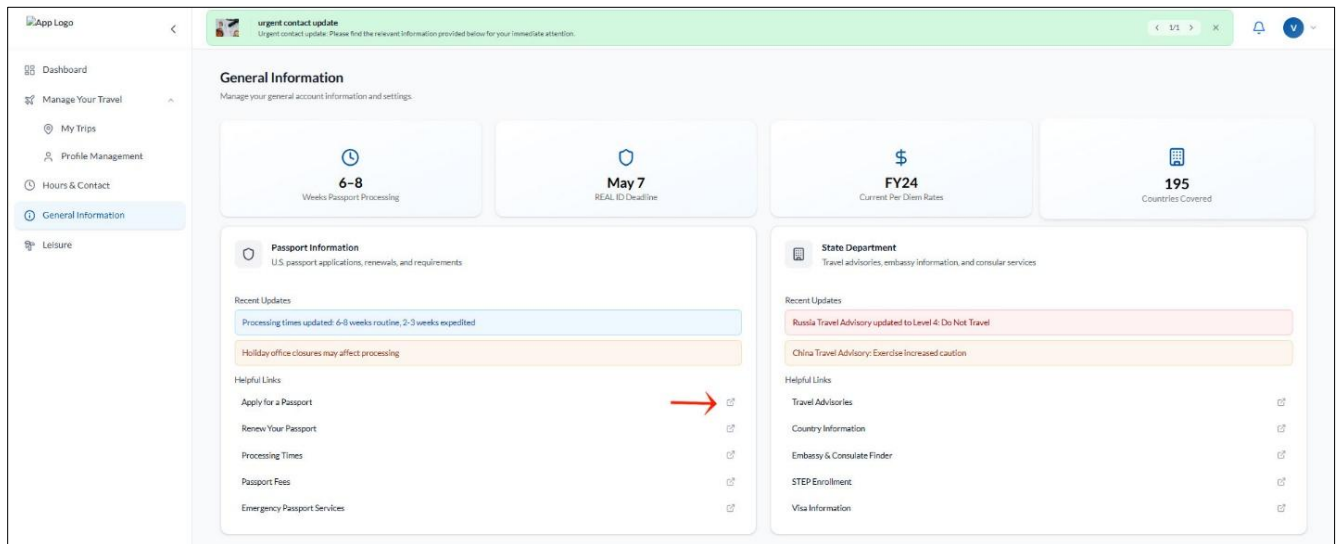 App Logo
urgent contact update
Urgent contact update: Please find the relevant information provided below for your immediate attention.
1/1
V
Dashboard
Manage Your Travel
My Trips
Profile Management
Hours & Contact
General Information
Leisure
General Information
Manage your general account information and settings.
6–8
Weeks Passport Processing
May 7
REAL ID Deadline
FY24
Current Per Diem Rates
195
Countries Covered
Passport Information
U.S. passport applications, renewals, and requirements
Recent Updates
Processing times updated: 6-8 weeks routine, 2-3 weeks expedited
Holiday office closures may affect processing
Helpful Links
Apply for a Passport
Renew Your Passport
Processing Times
Passport Fees
Emergency Passport Services
State Department
Travel advisories, embassy information, and consular services
Recent Updates
Russia Travel Advisory updated to Level 4: Do Not Travel
China Travel Advisory: Exercise increased caution
Helpful Links
Travel Advisories
Country Information
Embassy & Consulate Finder
STEP Enrollment
Visa Information